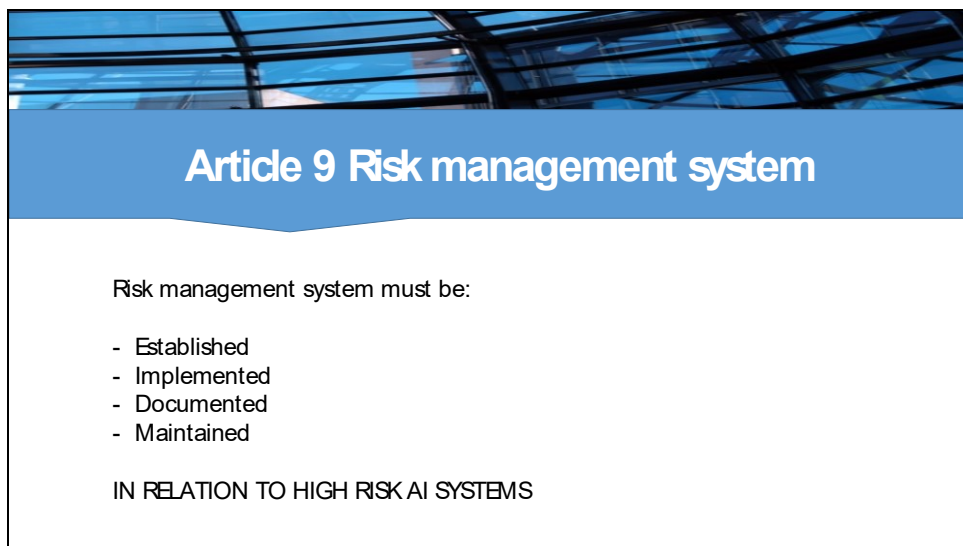 Article 9 Risk management system
Risk management system must be:
- Established
- Implemented
- Documented
- Maintained
IN RELATION TO HIGH RISK AI SYSTEMS